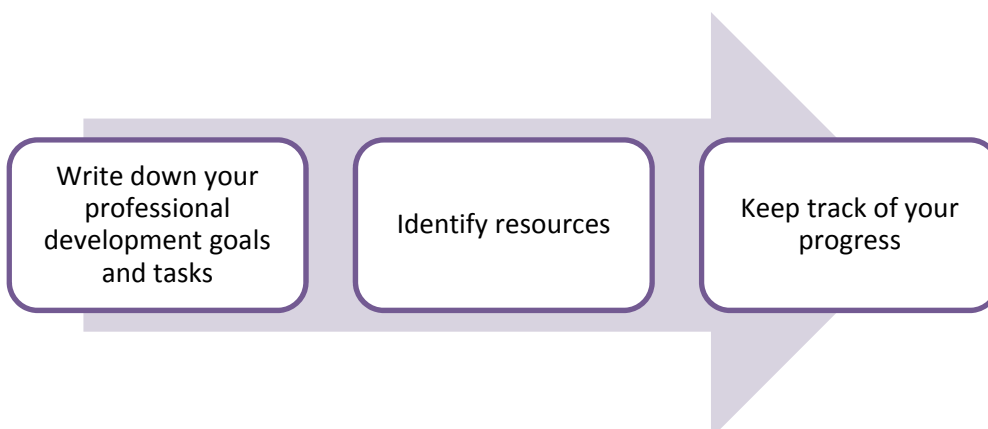 Write down your
professional
development goals
and tasks
Identify resources
Keep track of your
progress